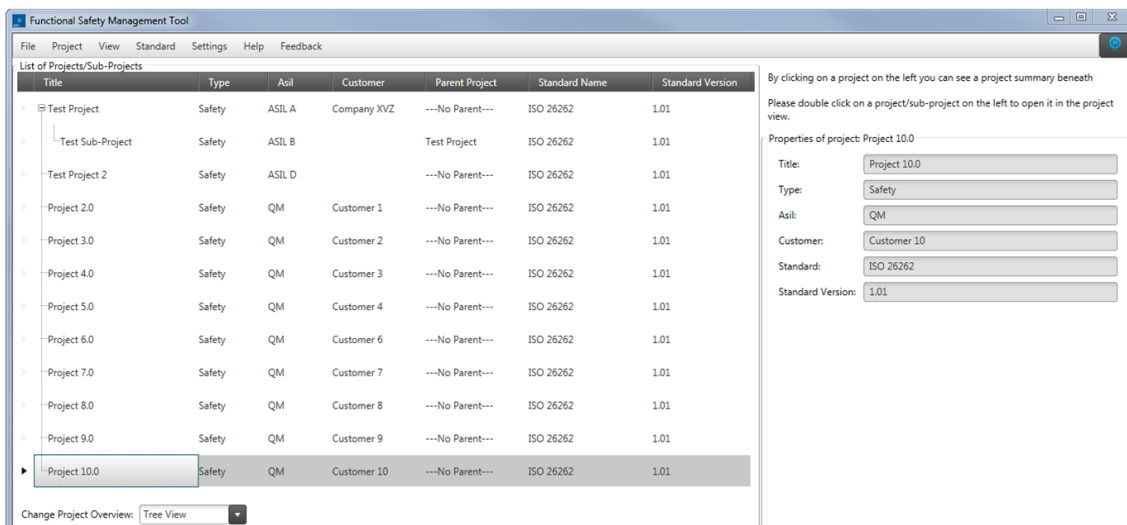 Functional Safety Management Tool
File Project View Standard Settings Help Feedback
List of Projects/Sub-Projects
Title Type Asil Customer Parent Project Standard Name Standard Version
Test Project Safety ASIL A Company XVZ ---No Parent--- ISO 26262 1.01
Test Sub-Project Safety ASIL B Test Project ISO 26262 1.01
Test Project 2 Safety ASIL D ---No Parent--- ISO 26262 1.01
Project 2.0 Safety QM Customer 1 ---No Parent--- ISO 26262 1.01
Project 3.0 Safety QM Customer 2 ---No Parent--- ISO 26262 1.01
Project 4.0 Safety QM Customer 3 ---No Parent--- ISO 26262 1.01
Project 5.0 Safety QM Customer 4 ---No Parent--- ISO 26262 1.01
Project 6.0 Safety QM Customer 6 ---No Parent--- ISO 26262 1.01
Project 7.0 Safety QM Customer 7 ---No Parent--- ISO 26262 1.01
Project 8.0 Safety QM Customer 8 ---No Parent--- ISO 26262 1.01
Project 9.0 Safety QM Customer 9 ---No Parent--- ISO 26262 1.01
Project 10.0 Safety QM Customer 10 ---No Parent--- ISO 26262 1.01
Change Project Overview: Tree View
By clicking on a project on the left you can see a project summary beneath
Please double click on a project/sub-project on the left to open it in the project
view.
Properties of project: Project 10.0
Title: Project 10.0
Type: Safety
Asil: QM
Customer: Customer 10
Standard: ISO 26262
Standard Version: 1.01